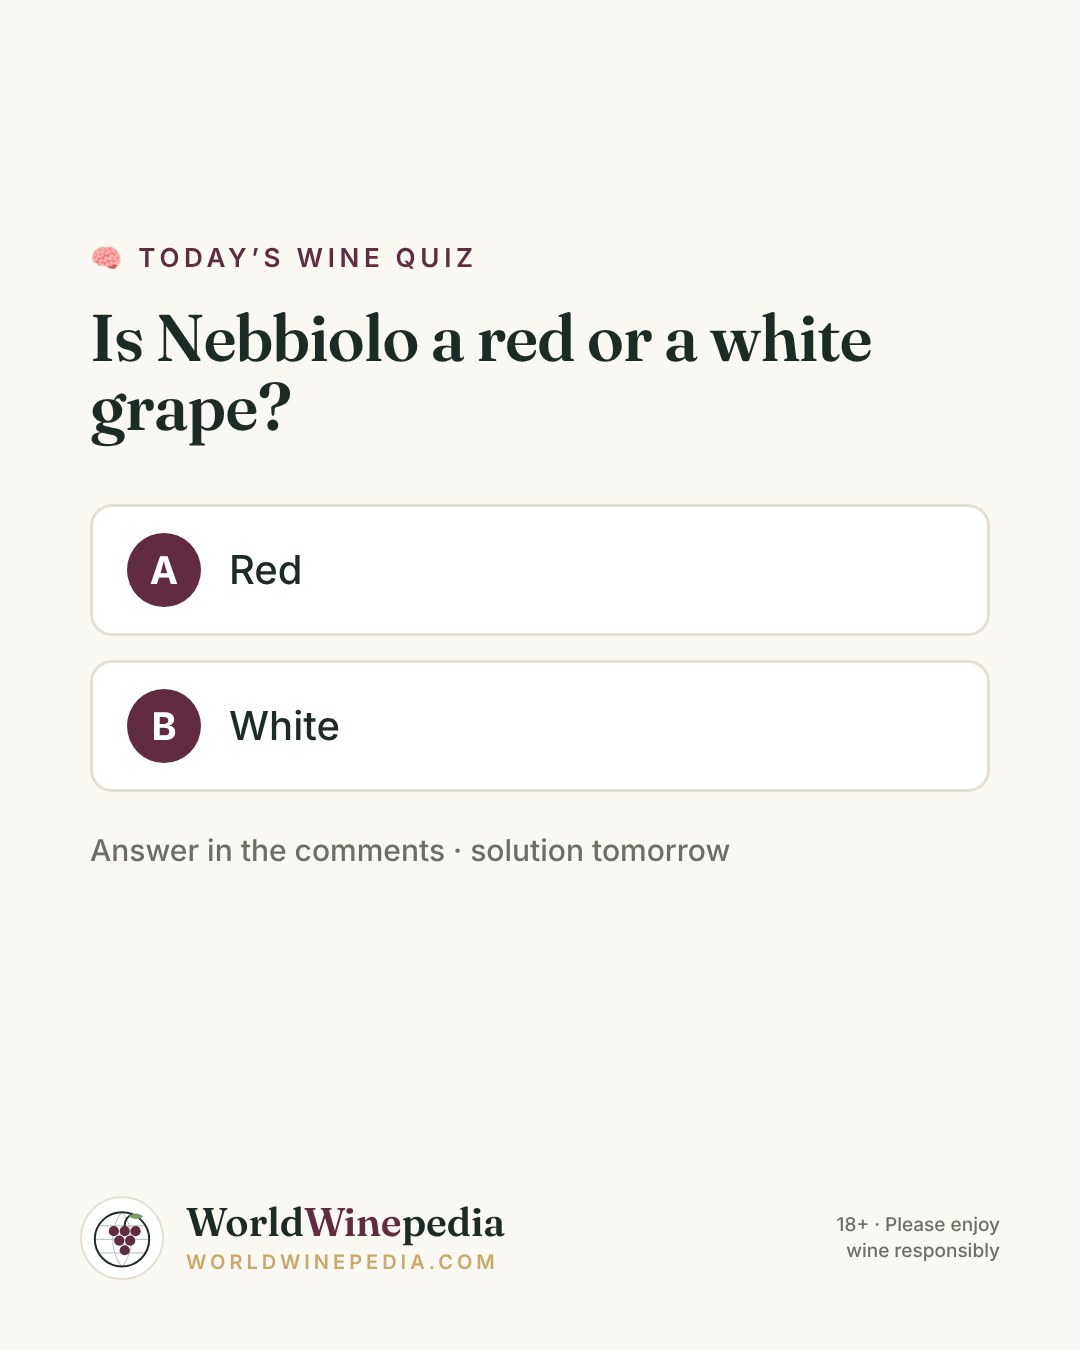 🧠 TODAY’S WINE QUIZ
Is Nebbiolo a red or a white
grape?
A Red
B White
Answer in the comments · solution tomorrow
WorldWinepedia
WORLDWINEPEDIA.COM
18+ · Please enjoy
wine responsibly